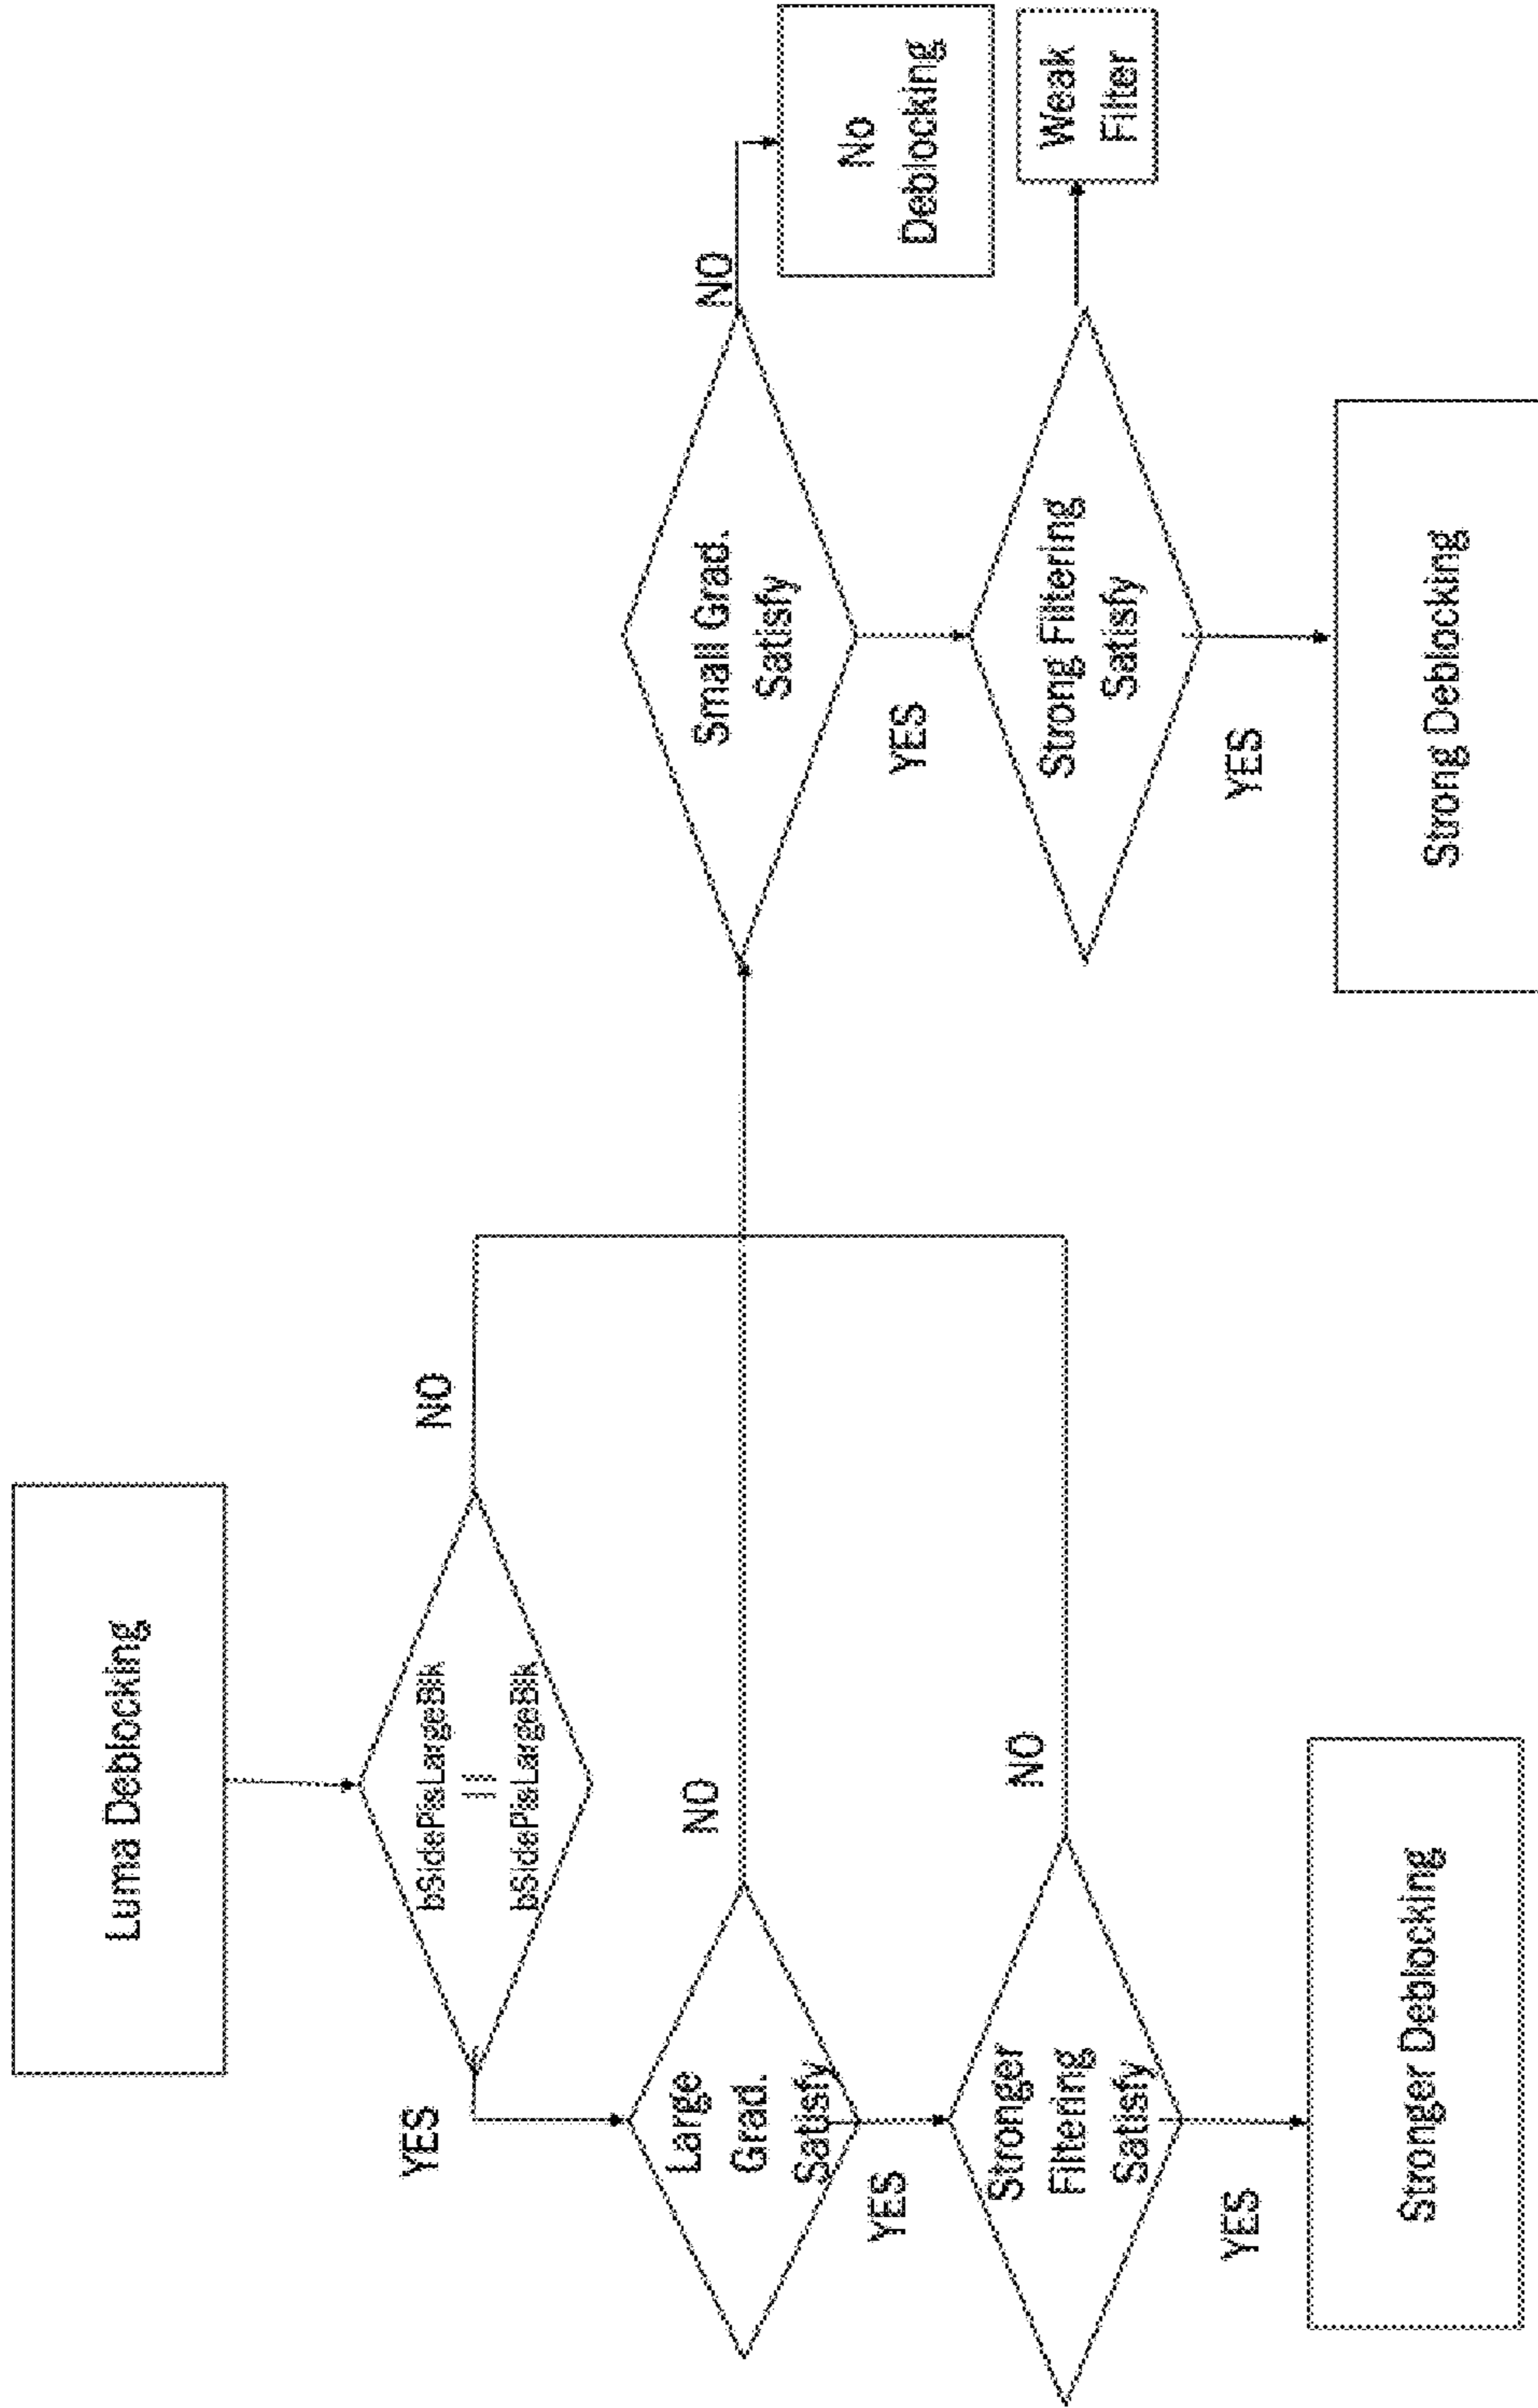 Luma Deblocking
bSidePisLargeBlk
||
bSidePisLargeBlk
YES
NO
Large
Grad.
Satisfy
NO
YES
Stronger
Filtering
Satisfy
NO
YES
Stronger Deblocking
Small Grad.
Satisfy
NO
No
Deblocking
YES
Strong Filtering
Satisfy
Weak
Filter
YES
Strong Deblocking